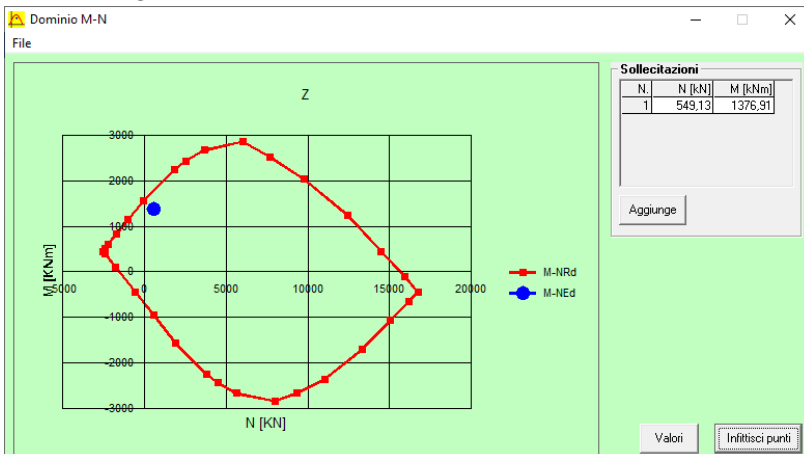 Dominio M-N
File
Z
3000
2000
1000
0
-5000 0 5000 10000 15000 20000
-1000
-2000
-3000
M [KNm]
N [KN]
M-NRd
M-NEd
Sollecitazioni
N. N [kN] M [kNm]
1 549,13 1376,91
Aggiunge
Valori
Infittisci punti